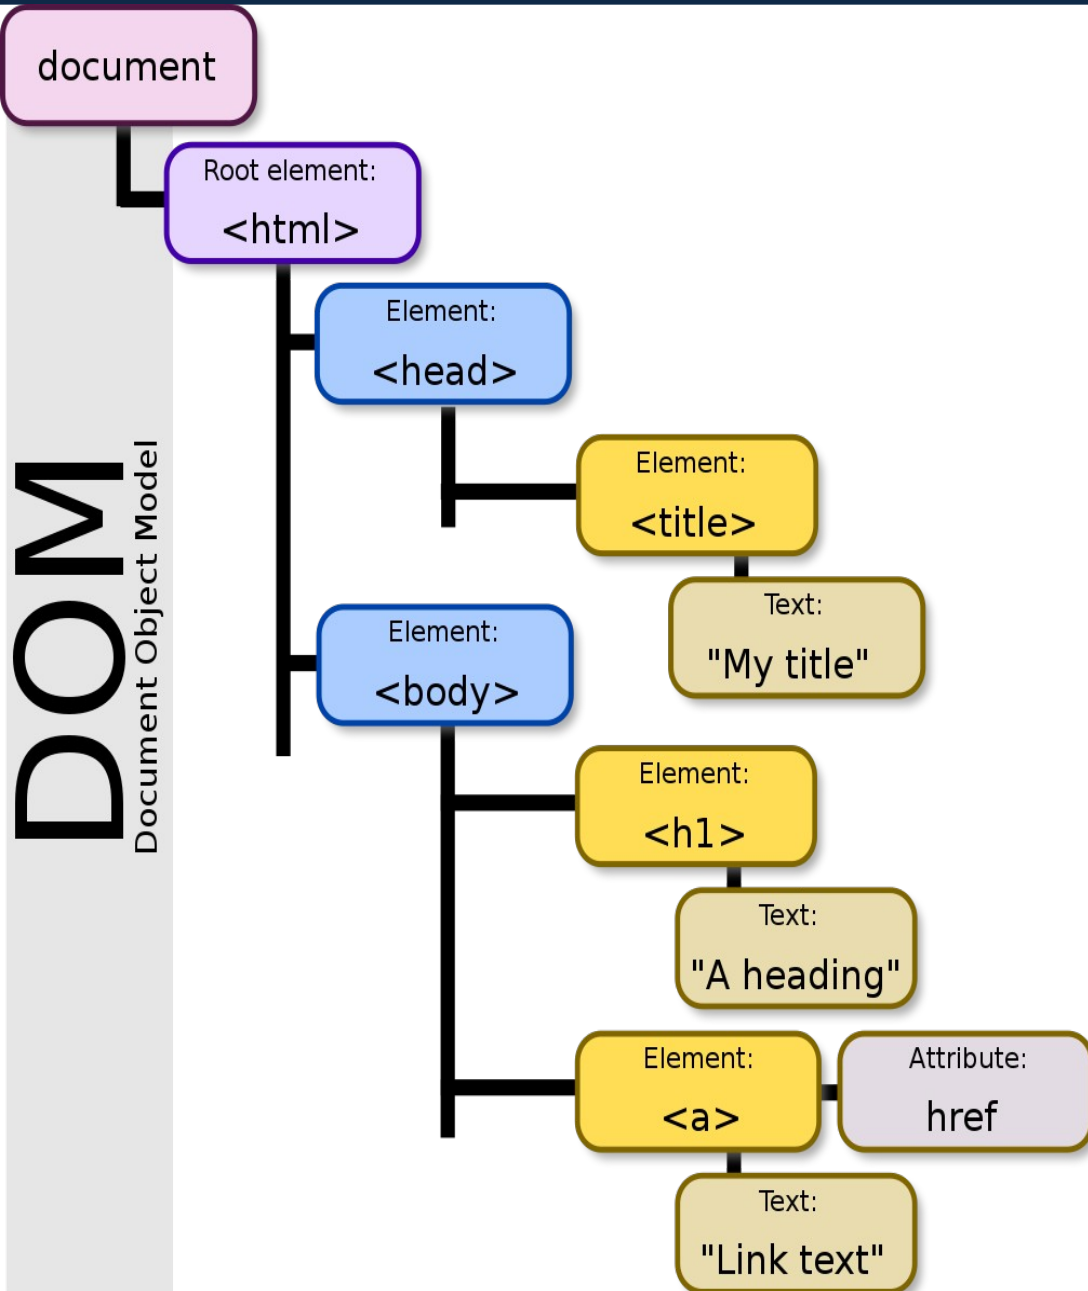 document
Root element:
<html>
Element:
<head>
Element:
<title>
Text:
"My title"
Element:
<body>
Element:
<h1>
Text:
"A heading"
Element:
<a>
Attribute:
href
Text:
"Link text"
DOM
Document Object Model